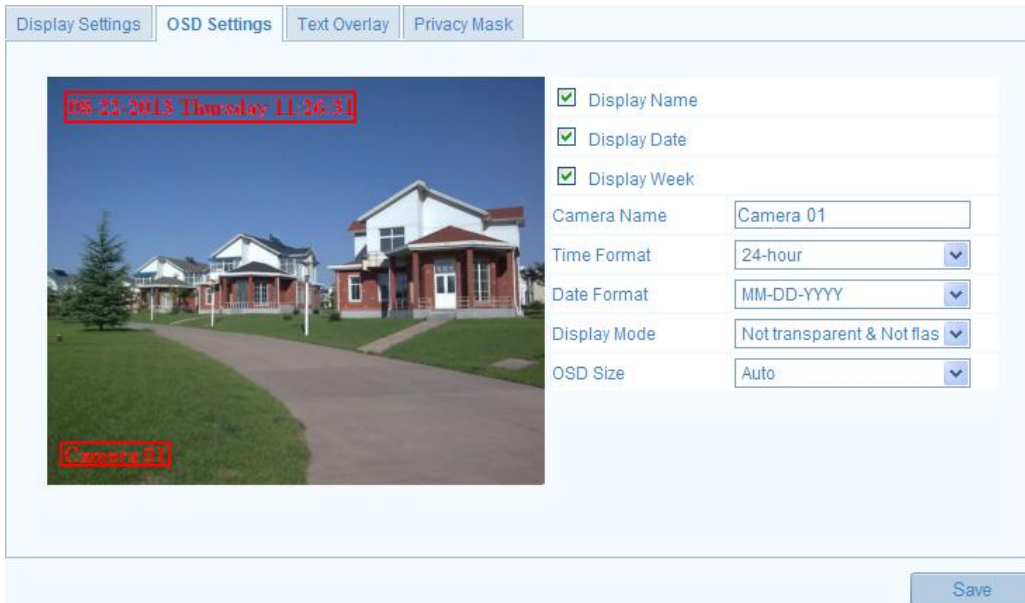 Display Settings
OSD Settings
Text Overlay
Privacy Mask
08-22-2013 Thursday 11:26:31
Display Name
Display Date
Display Week
Camera Name Camera 01
Time Format 24-hour
Date Format MM-DD-YYYY
Display Mode Not transparent & Not flas
OSD Size Auto
Camera 01
Save